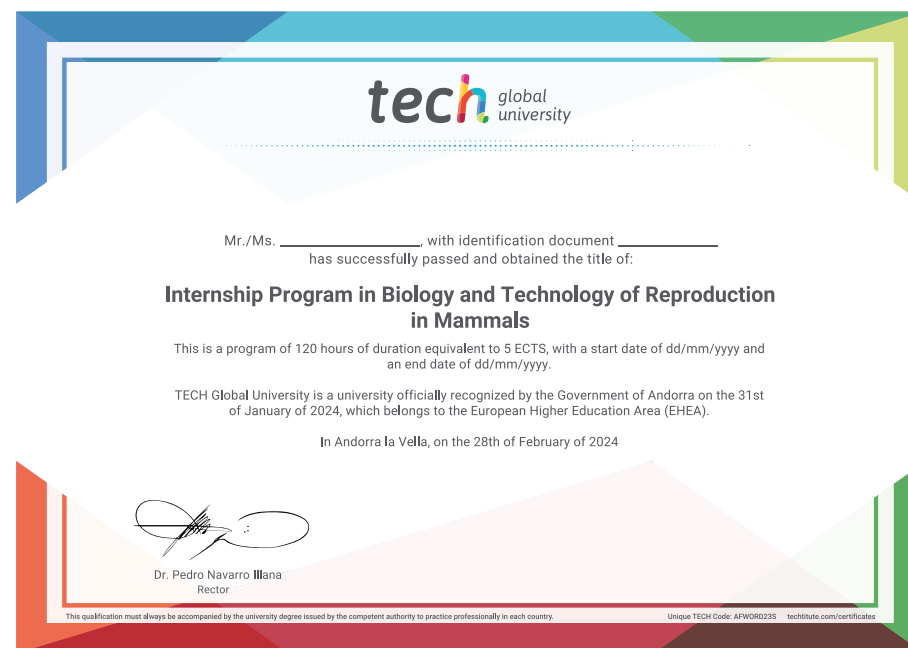 tech global university
Mr./Ms. ____________________, with identification document ______________
has successfully passed and obtained the title of:
Internship Program in Biology and Technology of Reproduction
in Mammals
This is a program of 120 hours of duration equivalent to 5 ECTS, with a start date of dd/mm/yyyy and
an end date of dd/mm/yyyy.
TECH Global University is a university officially recognized by the Government of Andorra on the 31st
of January of 2024, which belongs to the European Higher Education Area (EHEA).
In Andorra la Vella, on the 28th of February of 2024
Dr. Pedro Navarro Illana
Rector
This qualification must always be accompanied by the university degree issued by the competent authority to practice professionally in each country. Unique TECH Code: AFWORD23S techtitute.com/certificates